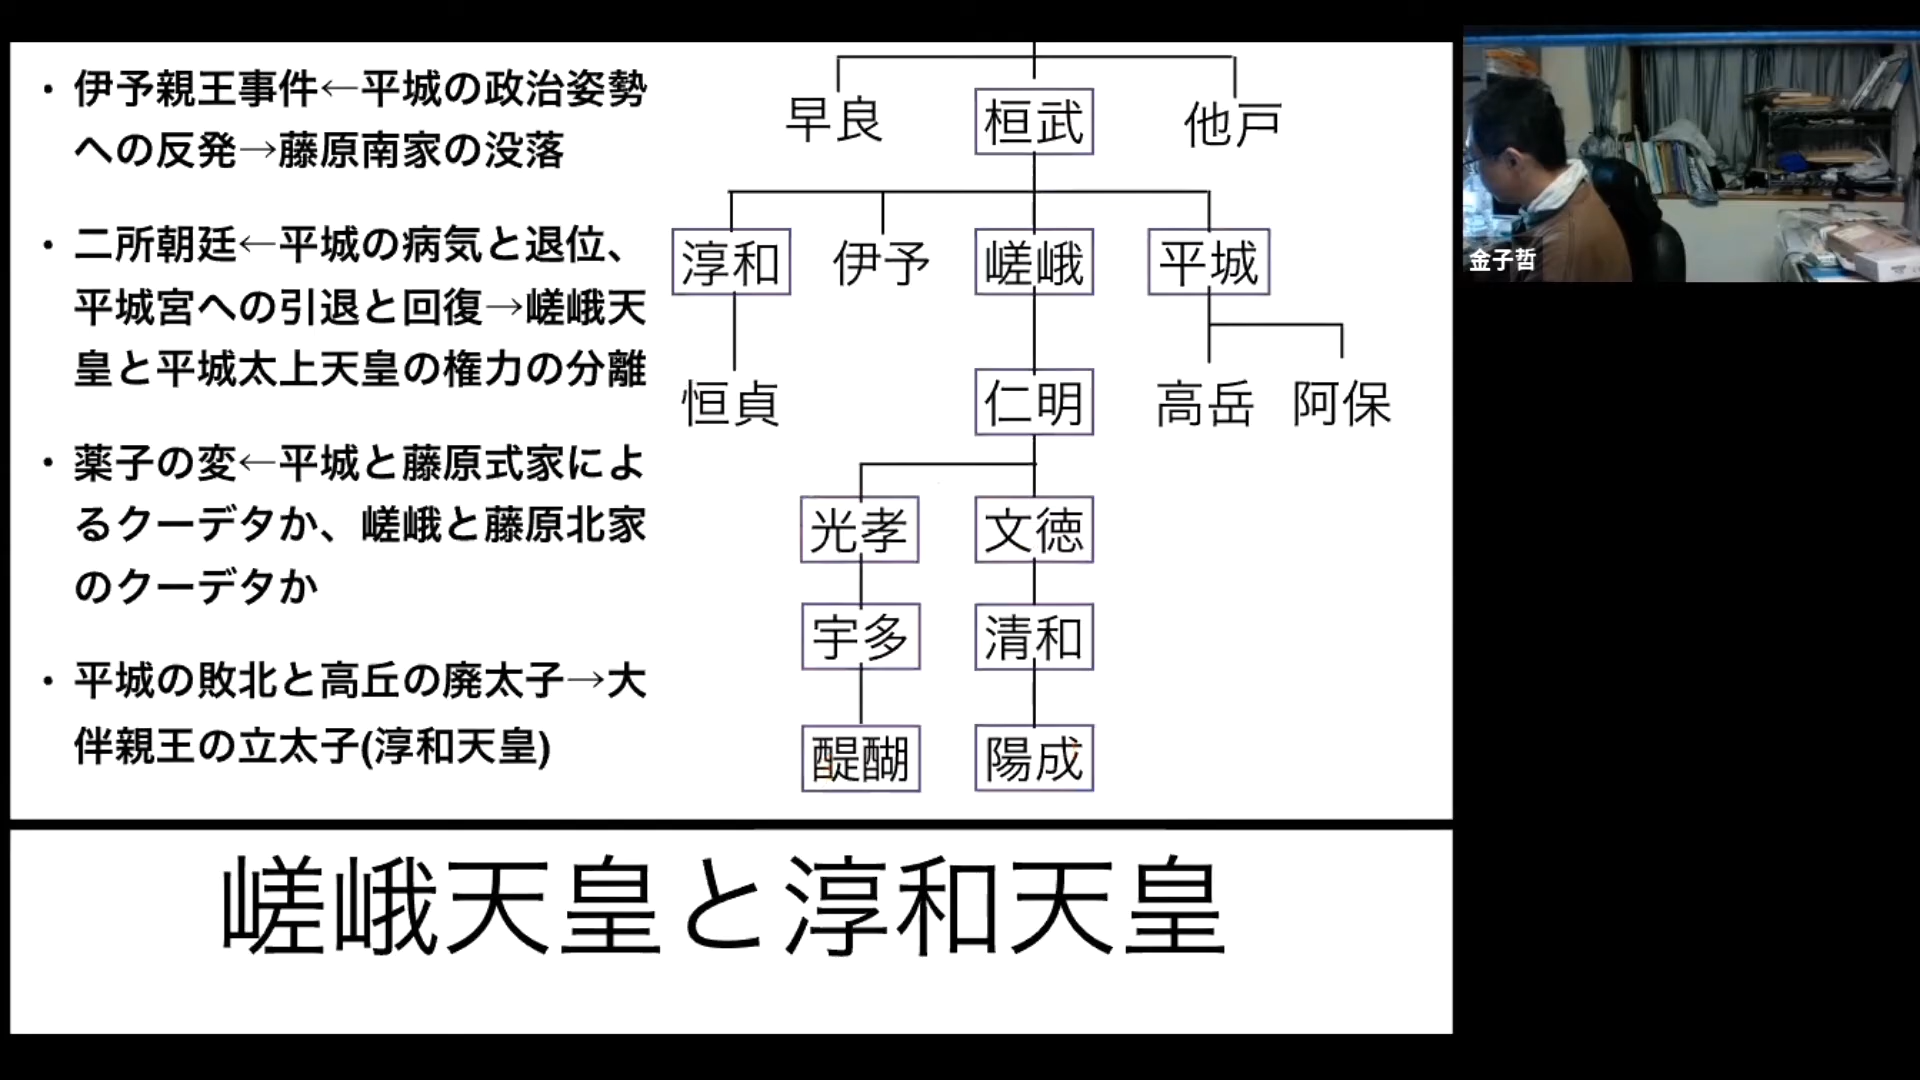 ・伊予親王事件←平城の政治姿勢
への反発→藤原南家の没落
・二所朝廷←平城の病気と退位、
平城宮への引退と回復→嵯峨天
皇と平城太上天皇の権力の分離
・薬子の変←平城と藤原式家によ
るクーデタか、嵯峨と藤原北家
のクーデタか
・平城の敗北と高丘の廃太子→大
伴親王の立太子(淳和天皇)
早良 桓武 他戸
淳和 伊予 嵯峨 平城
恒貞 仁明 高岳 阿保
光孝 文徳
宇多 清和
醍醐 陽成
嵯峨天皇と淳和天皇
金子哲